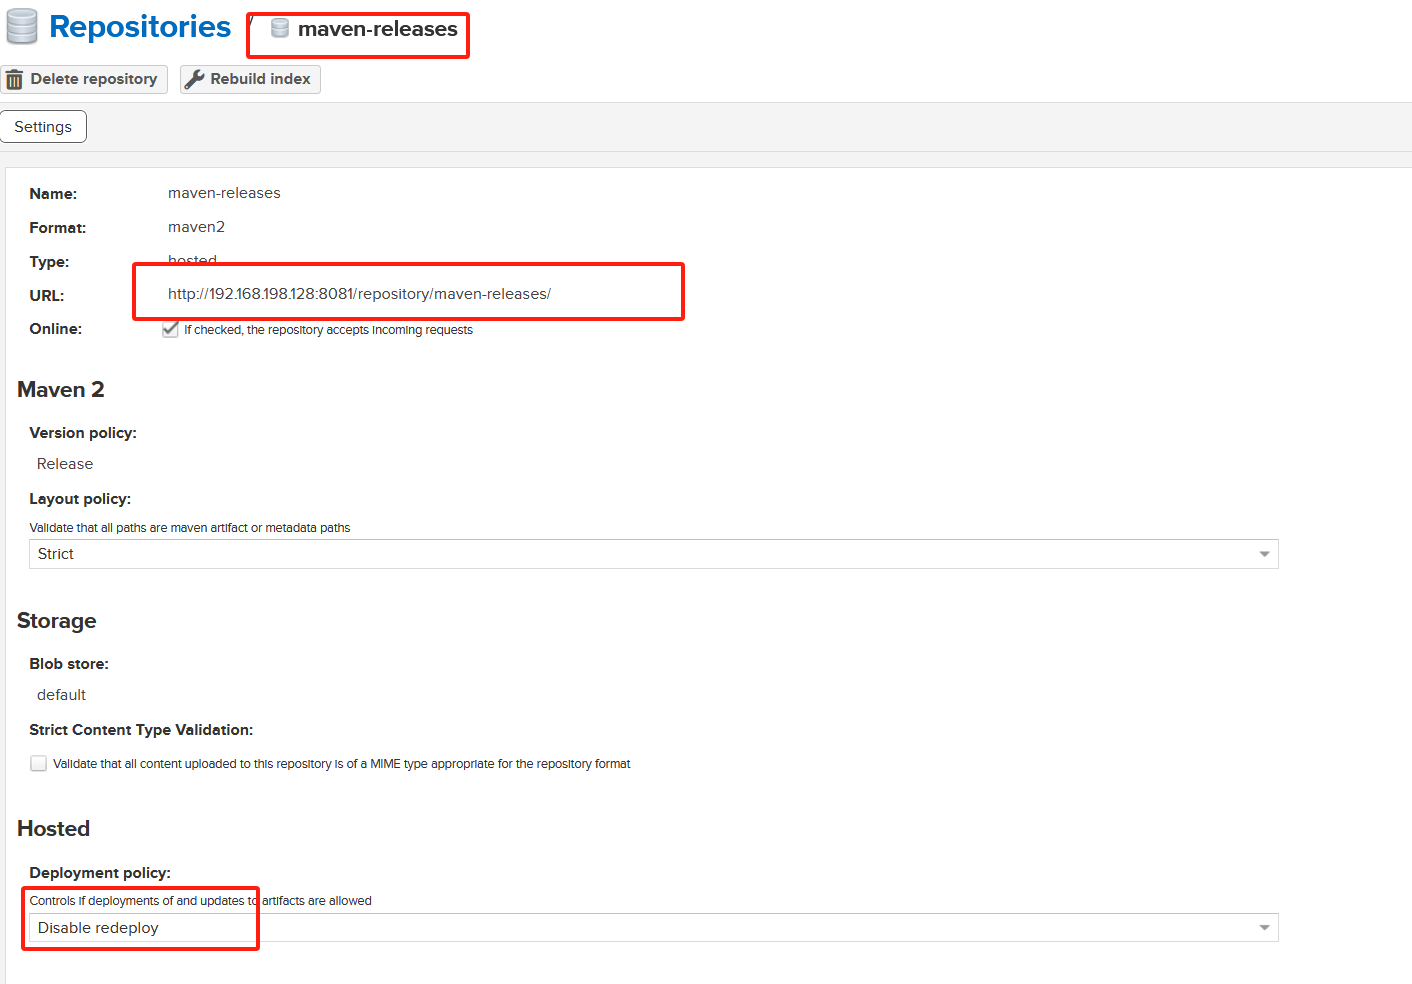 Repositories / maven-releases
Delete repository Rebuild index
Settings
Name: maven-releases
Format: maven2
Type: hosted
URL: http://192.168.198.128:8081/repository/maven-releases/
Online: If checked, the repository accepts incoming requests
Maven 2
Version policy:
Release
Layout policy:
Validate that all paths are maven artifact or metadata paths
Strict
Storage
Blob store:
default
Strict Content Type Validation:
Validate that all content uploaded to this repository is of a MIME type appropriate for the repository format
Hosted
Deployment policy:
Controls if deployments of and updates to artifacts are allowed
Disable redeploy